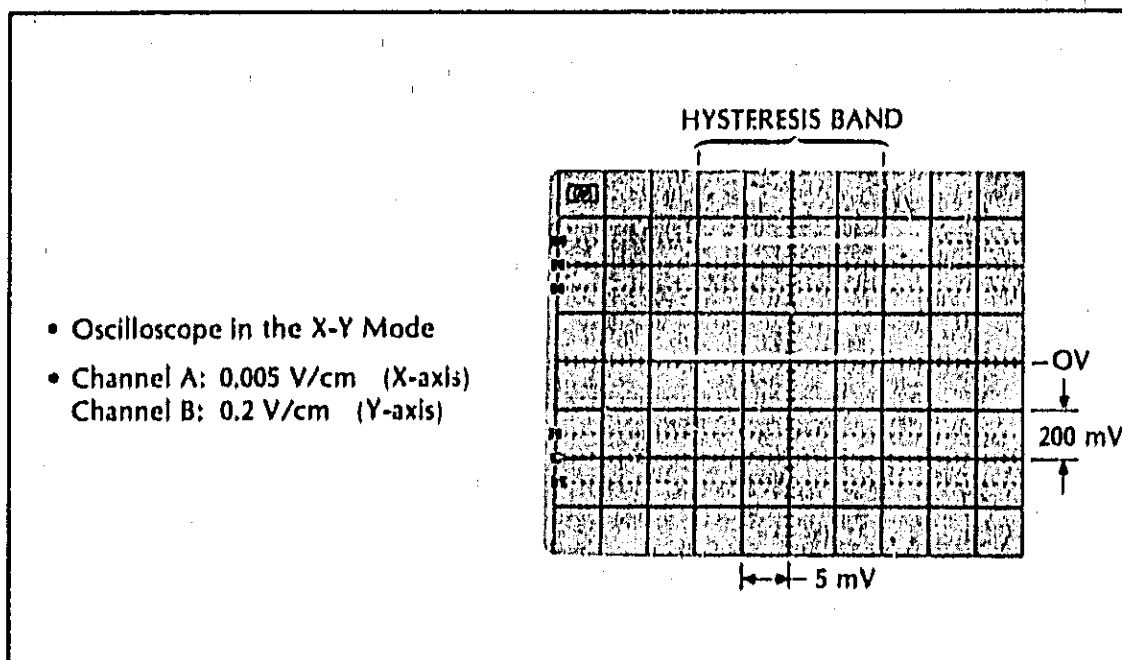 HYSTERESIS BAND
• Oscilloscope in the X-Y Mode
• Channel A: 0.005 V/cm (X-axis)
Channel B: 0.2 V/cm (Y-axis)
OV
200 mV
5 mV